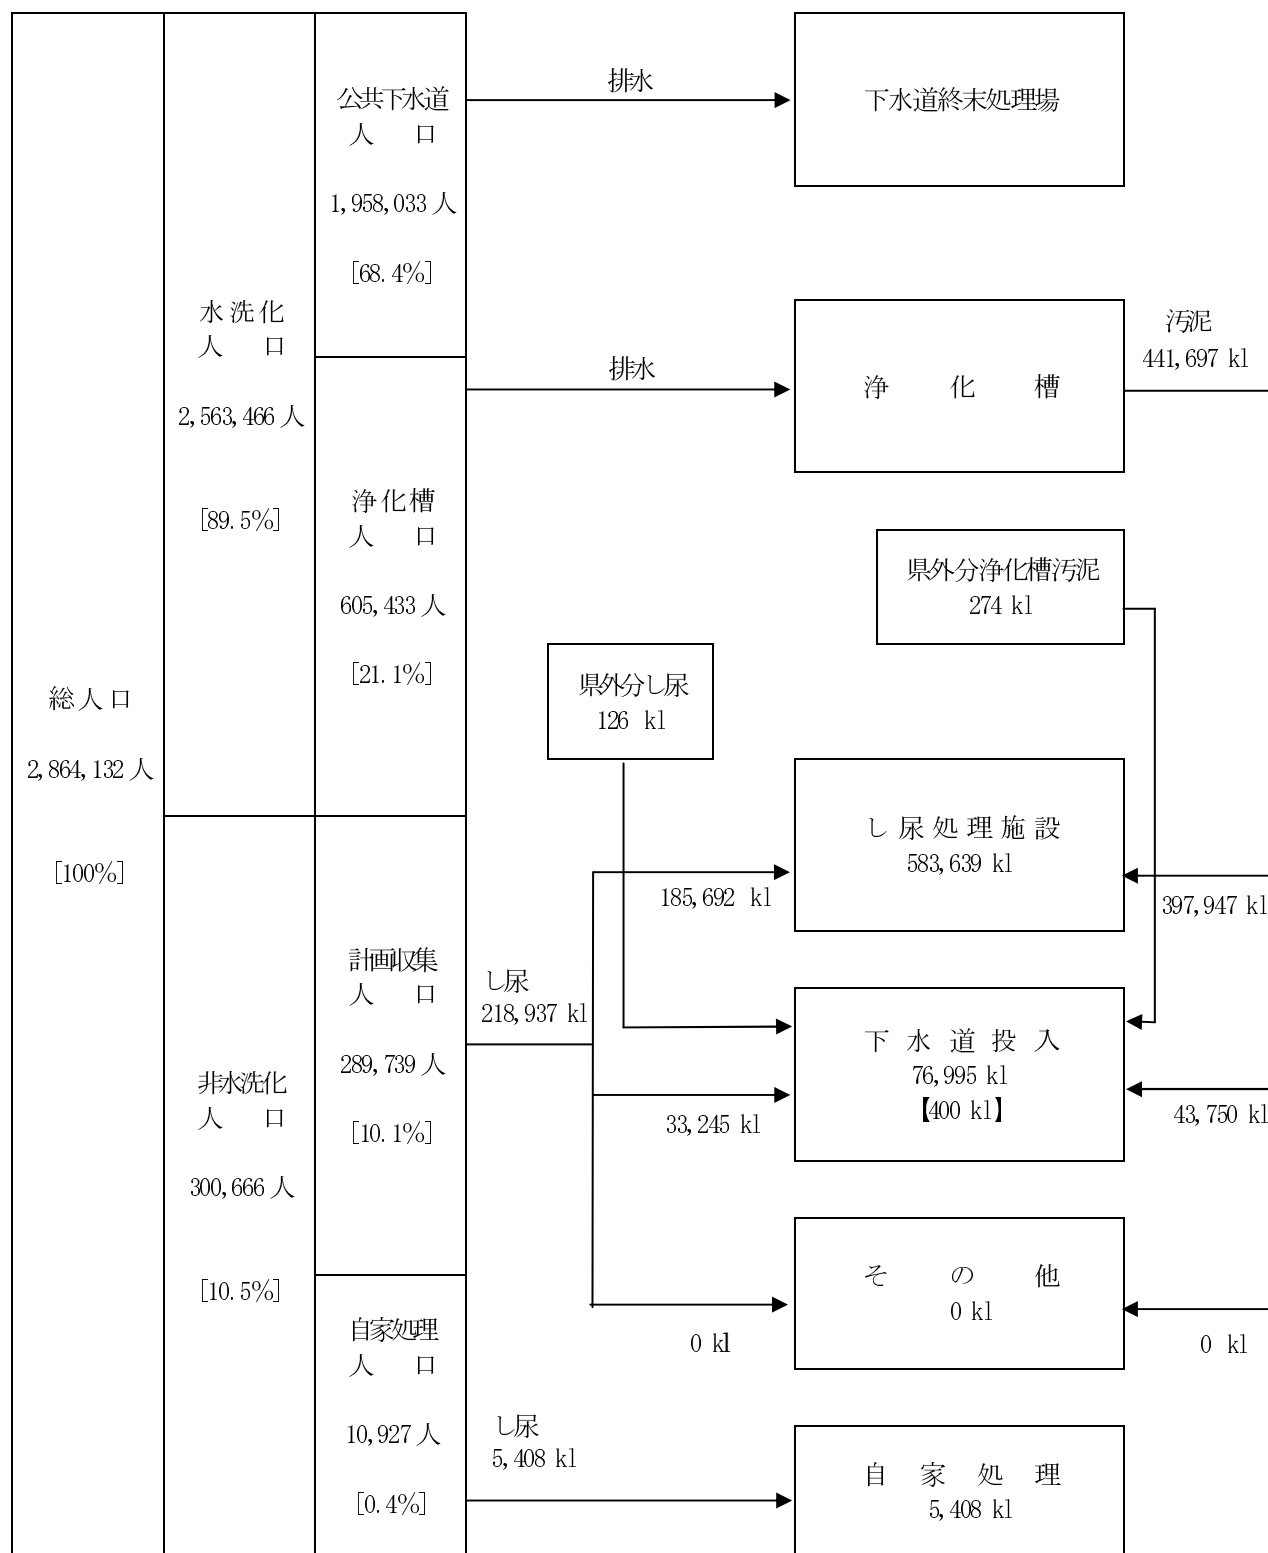 総人口
2,864,132 人
[100%]
水洗化
人　口
2,563,466 人
[89.5%]
非水洗化
人　口
300,666 人
[10.5%]
公共下水道
人　口
1,958,033 人
[68.4%]
浄化槽
人　口
605,433 人
[21.1%]
計画収集
人　口
289,739 人
[10.1%]
自家処理
人　口
10,927 人
[0.4%]
排水
下水道終末処理場
排水
浄　化　槽
汚泥
441,697 kl
県外分浄化槽汚泥
274 kl
県外分し尿
126 kl
し尿処理施設
583,639 kl
185,692 kl
397,947 kl
し尿
218,937 kl
下水道投入
76,995 kl
【400 kl】
33,245 kl
43,750 kl
そ　の　他
0 kl
0 kl
0 kl
し尿
5,408 kl
自家処理
5,408 kl